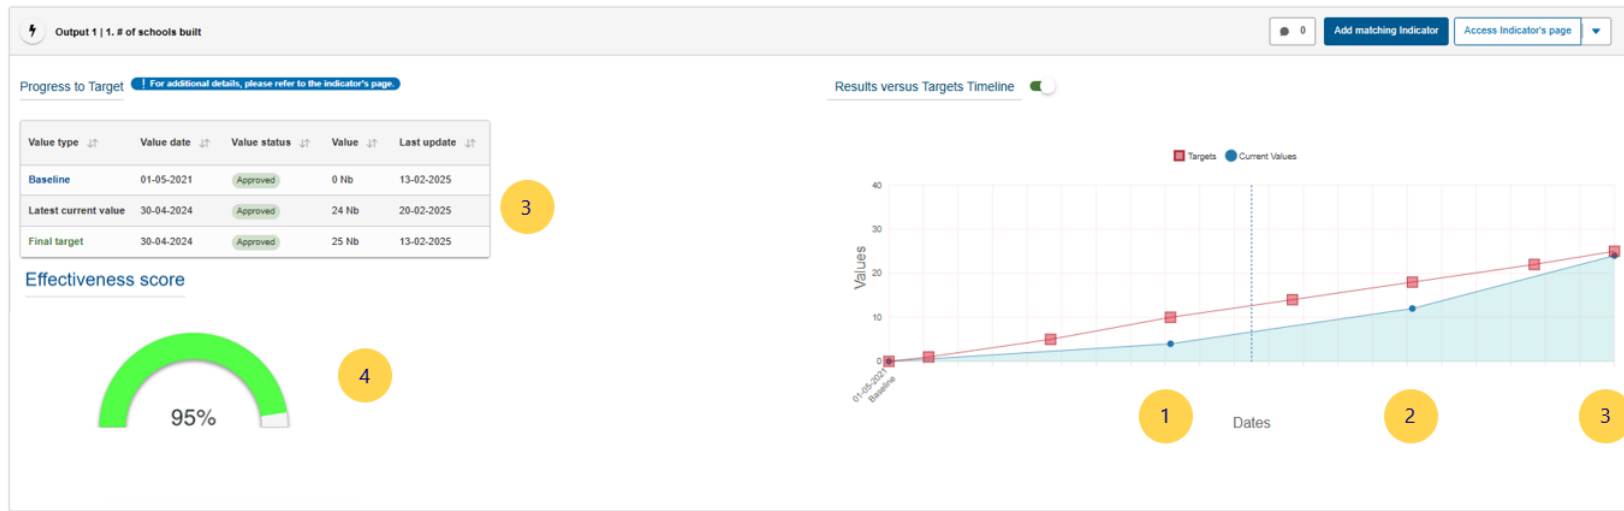 Output 1 | 1. # of schools built
0
Add matching Indicator
Access Indicator's page
Progress to Target
! For additional details, please refer to the indicator's page.
Value type Value date Value status Value Last update
Baseline 01-05-2021 Approved 0 Nb 13-02-2025
Latest current value 30-04-2024 Approved 24 Nb 20-02-2025
Final target 30-04-2024 Approved 25 Nb 13-02-2025
3
Effectiveness score
95%
4
Results versus Targets Timeline
Targets Current Values
Values
40
30
20
10
0
01-05-2021
Baseline
1
2
3
Dates